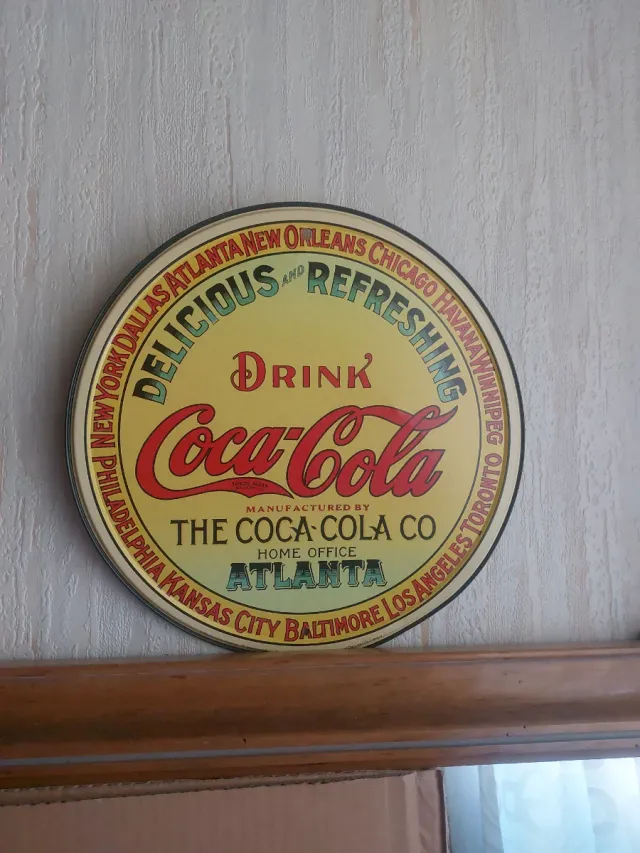 NEW YORK DALLAS ATLANTA NEW ORLEANS CHICAGO HAVANA WINNIPEG TORONTO LOS ANGELES BALTIMORE KANSAS CITY PHILADELPHIA
DELICIOUS AND REFRESHING
DRINK
Coca-Cola
MANUFACTURED BY
THE COCA-COLA CO
HOME OFFICE
ATLANTA